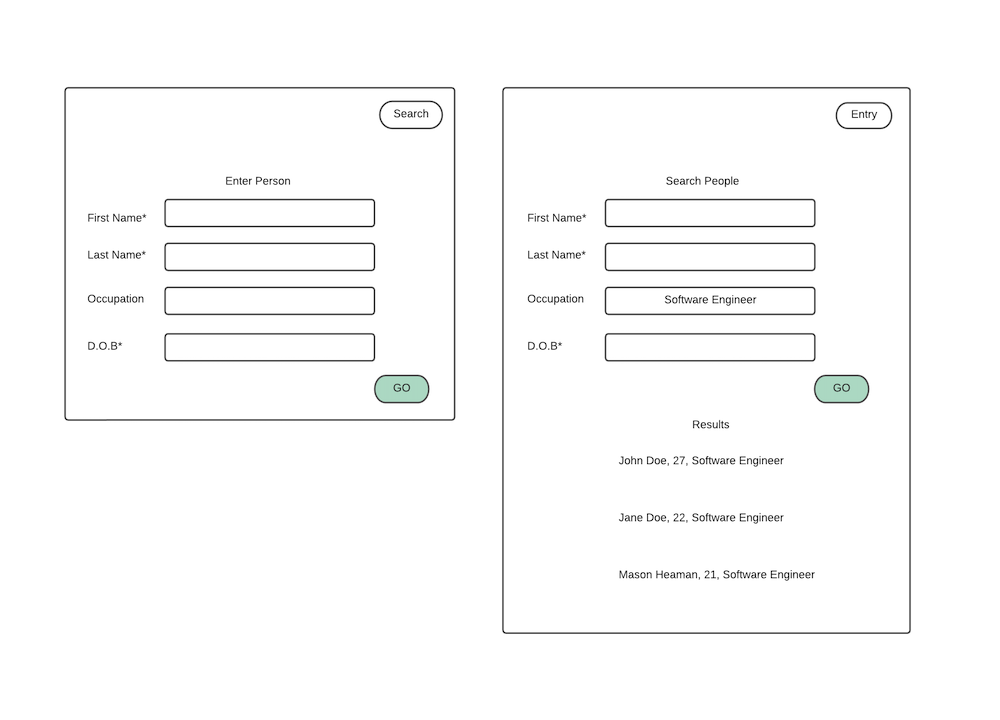 Search
Enter Person
First Name*
Last Name*
Occupation
D.O.B*
GO
Entry
Search People
First Name*
Last Name*
Occupation
Software Engineer
D.O.B*
GO
Results
John Doe, 27, Software Engineer
Jane Doe, 22, Software Engineer
Mason Heaman, 21, Software Engineer